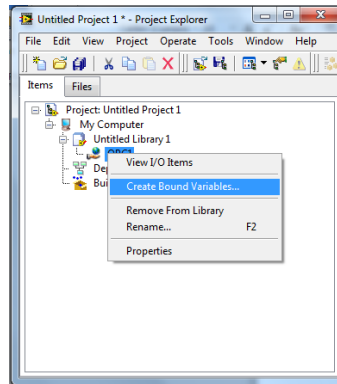 Untitled Project 1 * - Project Explorer
File Edit View Project Operate Tools Window Help
Items Files
Project: Untitled Project 1
My Computer
Untitled Library 1
OPC1
View I/O Items
Create Bound Variables...
Remove From Library
Rename... F2
Properties